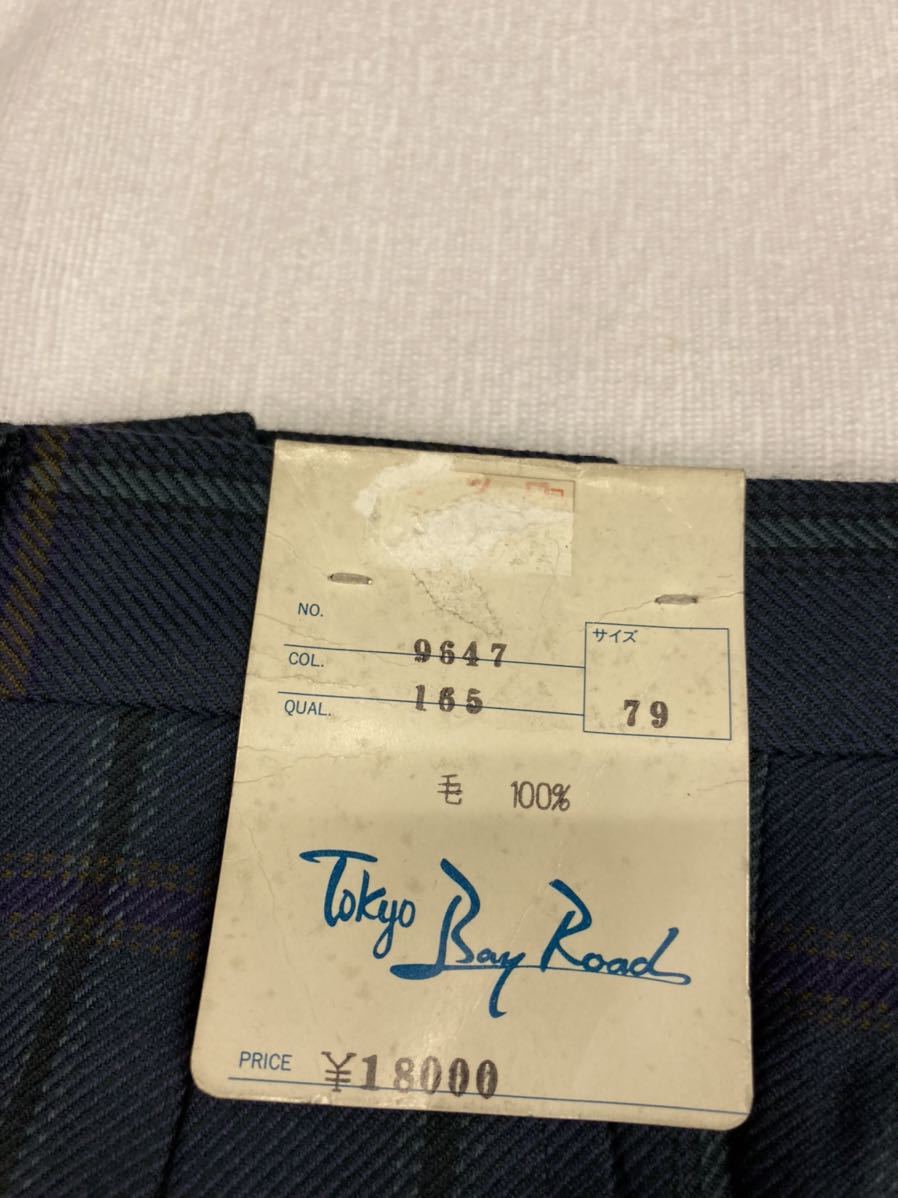 NO. 9647
COL. 165
QUAL.
サイズ
79
毛 100%
Tokyo Bay Road
PRICE ¥18000